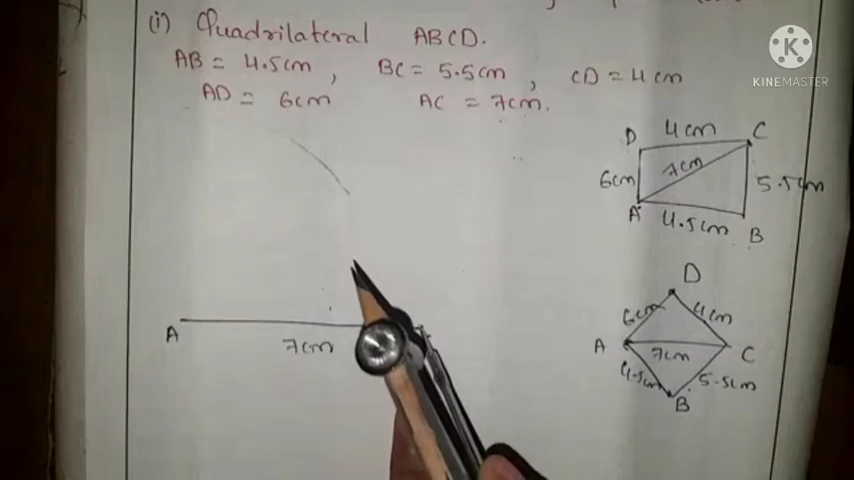 (i) Quadrilateral ABCD.
AB = 4.5cm, BC = 5.5cm, CD = 4cm
AD = 6cm AC = 7cm.
K
KINEMASTER
D 4cm C
7cm
6cm 5.5cm
A 4.5cm B
D
6cm 4cm
A 7cm C
4.5cm 5.5cm
B
A
7cm